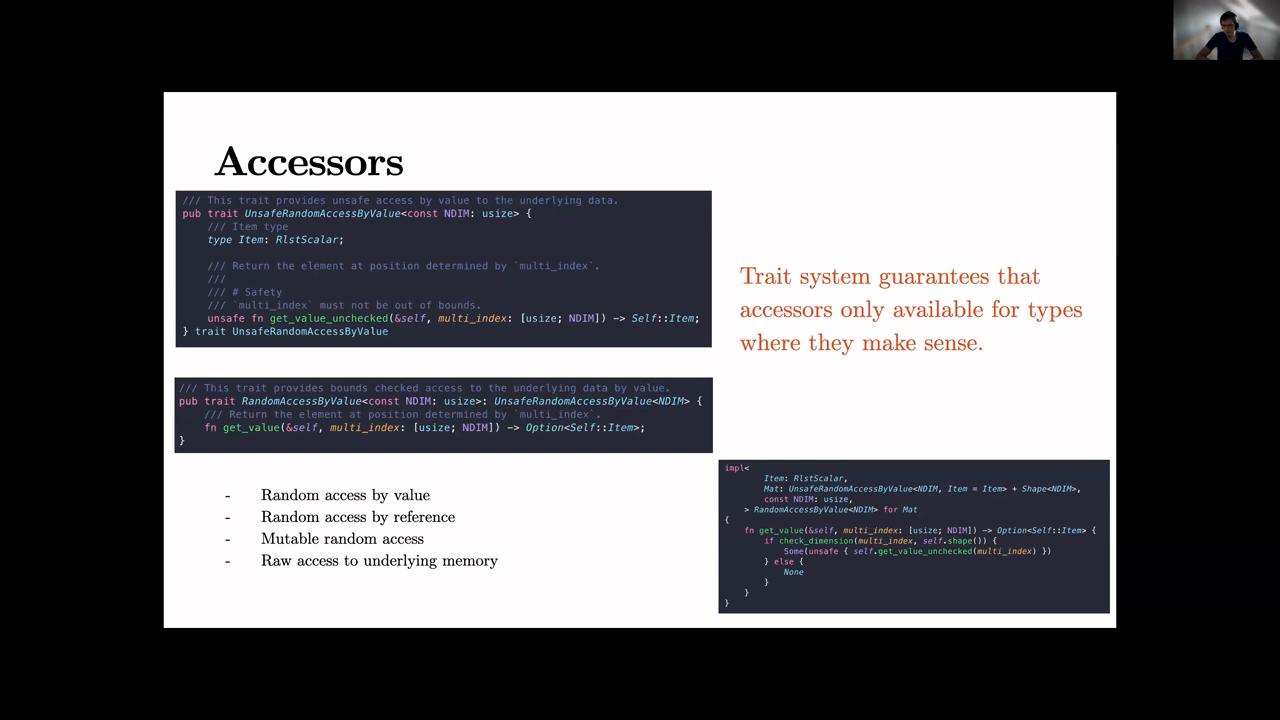 Accessors
/// This trait provides unsafe access by value to the underlying data.
pub trait UnsafeRandomAccessByValue<const NDIM: usize> {
/// Item type
type Item: RlstScalar;
/// Return the element at position determined by `multi_index`.
///
/// # Safety
/// `multi_index` must not be out of bounds.
unsafe fn get_value_unchecked(&self, multi_index: [usize; NDIM]) -> Self::Item;
} trait UnsafeRandomAccessByValue
/// This trait provides bounds checked access to the underlying data by value.
pub trait RandomAccessByValue<const NDIM: usize>: UnsafeRandomAccessByValue<NDIM> {
/// Return the element at position determined by `multi_index`.
fn get_value(&self, multi_index: [usize; NDIM]) -> Option<Self::Item>;
}
- Random access by value
- Random access by reference
- Mutable random access
- Raw access to underlying memory
Trait system guarantees that
accessors only available for types
where they make sense.
impl<
Item: RlstScalar,
Mat: UnsafeRandomAccessByValue<NDIM, Item = Item> + Shape<NDIM>,
const NDIM: usize,
> RandomAccessByValue<NDIM> for Mat
{
fn get_value(&self, multi_index: [usize; NDIM]) -> Option<Self::Item> {
if check_dimension(multi_index, self.shape()) {
Some(unsafe { self.get_value_unchecked(multi_index) })
} else {
None
}
}
}